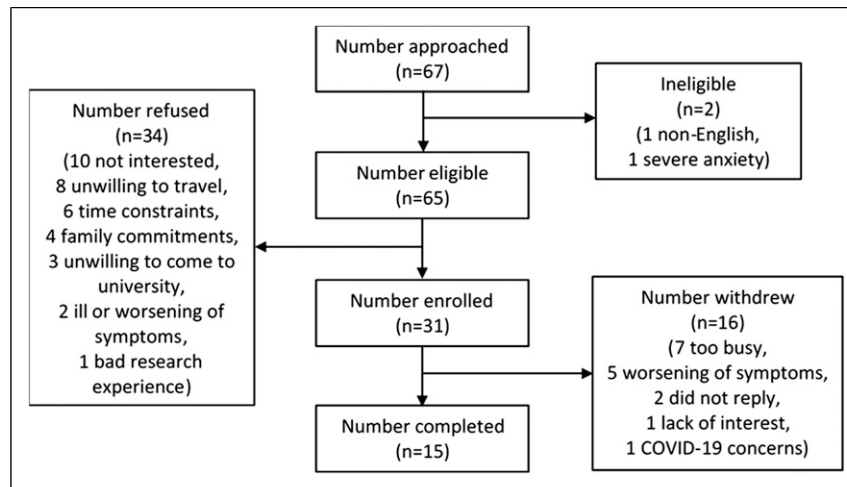 Number approached
(n=67)
Ineligible
(n=2)
(1 non-English,
1 severe anxiety)
Number refused
(n=34)
(10 not interested,
8 unwilling to travel,
6 time constraints,
4 family commitments,
3 unwilling to come to
university,
2 ill or worsening of
symptoms,
1 bad research
experience)
Number eligible
(n=65)
Number enrolled
(n=31)
Number withdrew
(n=16)
(7 too busy,
5 worsening of symptoms,
2 did not reply,
1 lack of interest,
1 COVID-19 concerns)
Number completed
(n=15)